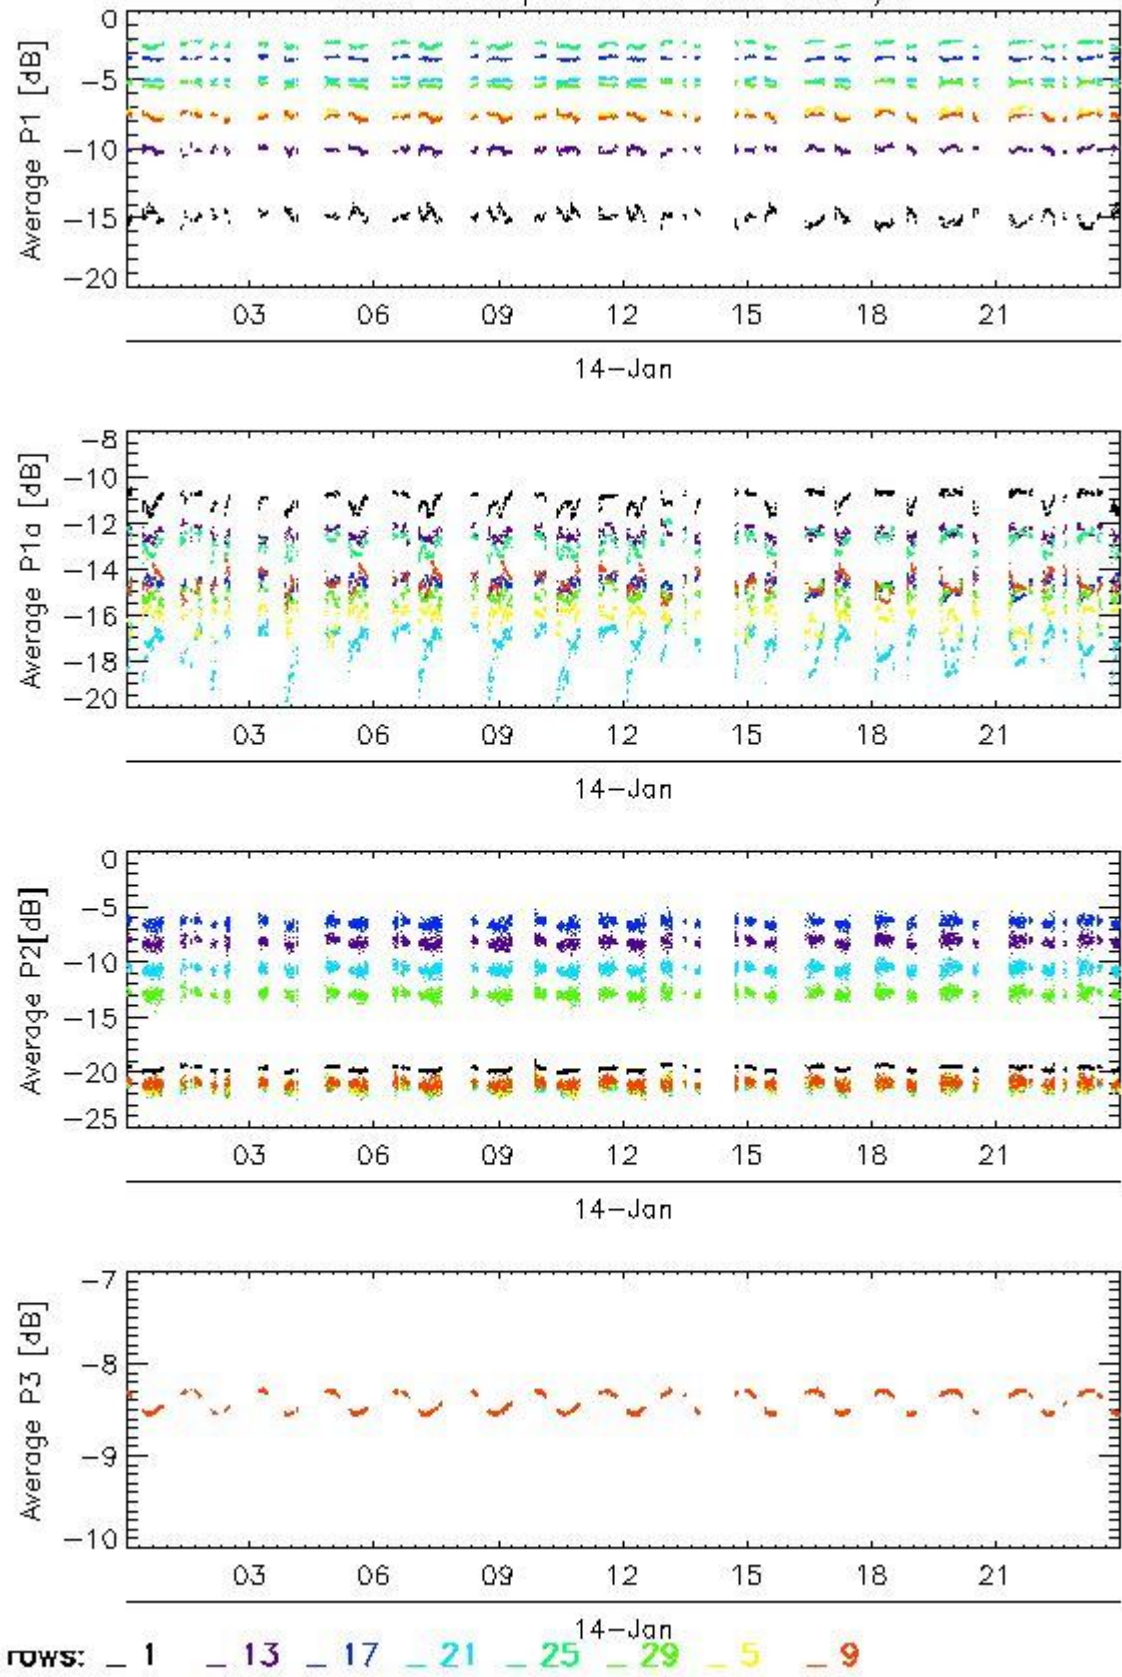 0
−5
−10
−15
−20
Average P1 [dB]
03 06 09 12 15 18 21
14−Jan
−8
−10
−12
−14
−16
−18
−20
Average P1a [dB]
03 06 09 12 15 18 21
14−Jan
0
−5
−10
−15
−20
−25
Average P2[dB]
03 06 09 12 15 18 21
14−Jan
−7
−8
−9
−10
Average P3 [dB]
03 06 09 12 15 18 21
14−Jan
rows: _ 1 _ 13 _ 17 _ 21 _ 25 _ 29 _ 5 _ 9